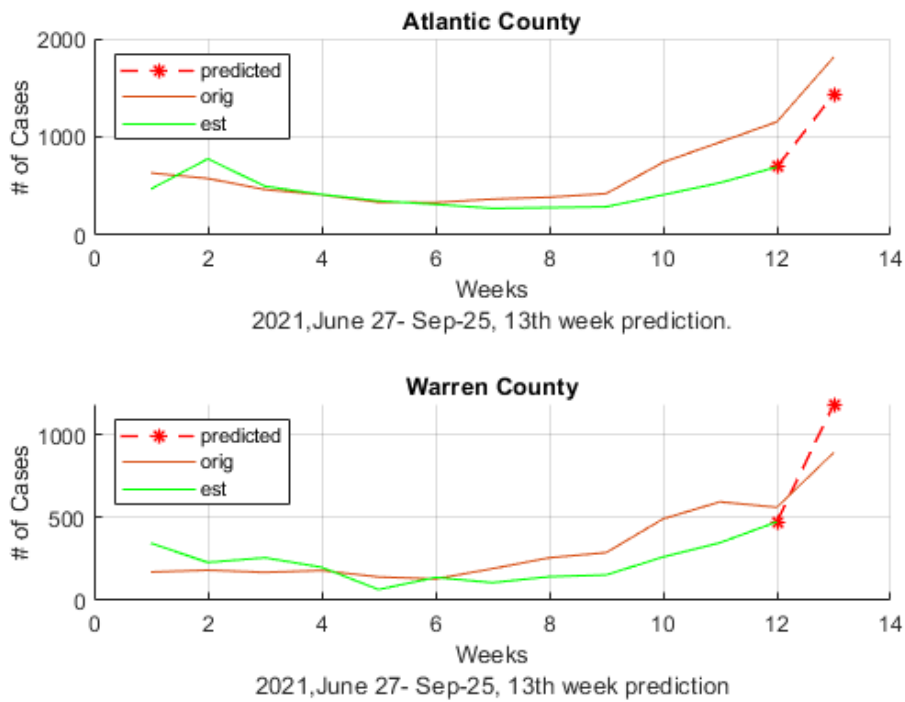 Atlantic County
2000
1000
0
predicted
orig
est
# of Cases
0 2 4 6 8 10 12 14
Weeks
2021,June 27- Sep-25, 13th week prediction.
Warren County
1000
500
0
predicted
orig
est
# of Cases
0 2 4 6 8 10 12 14
Weeks
2021,June 27- Sep-25, 13th week prediction